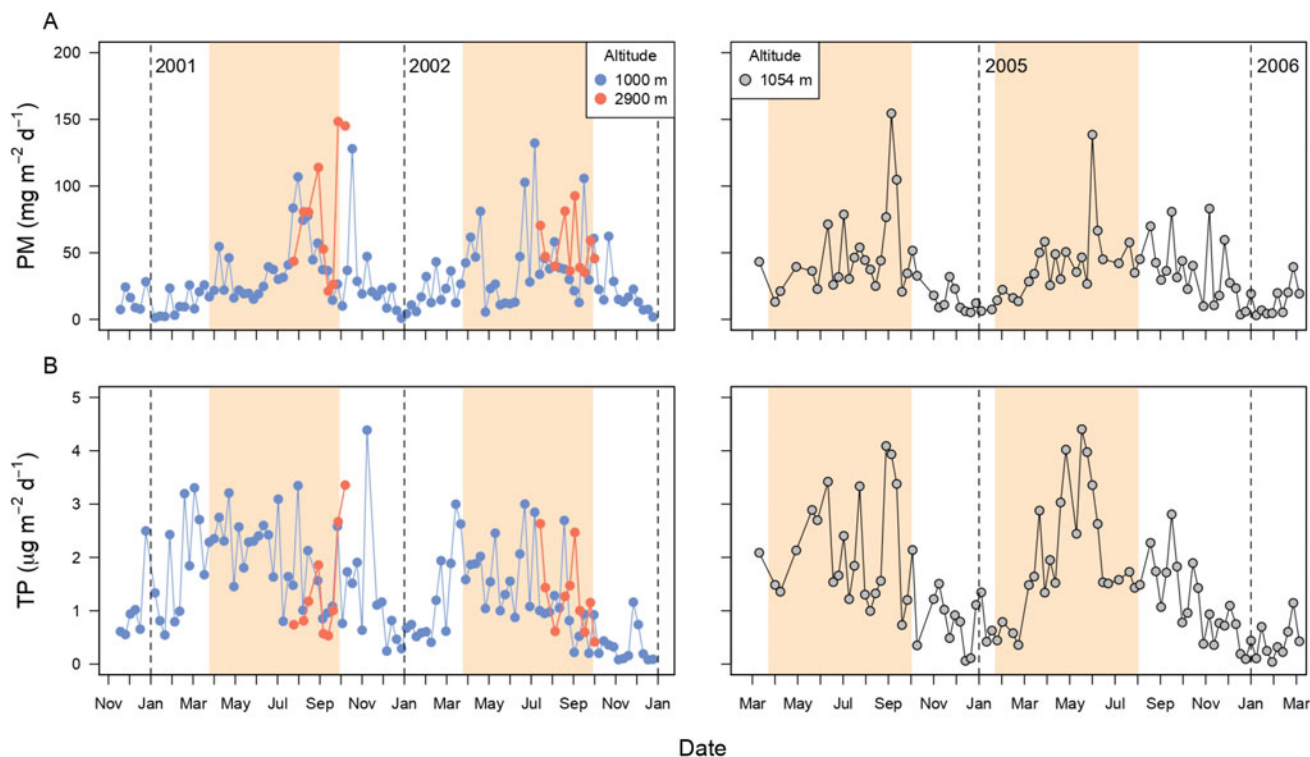 A
PM (mg m⁻² d⁻¹)
200
150
100
50
0
2001
2002
Altitude
1000 m
2900 m
Altitude
1054 m
2005
2006
B
TP (µg m⁻² d⁻¹)
5
4
3
2
1
0
Nov Jan Mar May Jul Sep Nov Jan Mar May Jul Sep Nov Jan
Mar May Jul Sep Nov Jan Mar May Jul Sep Nov Jan Mar
Date